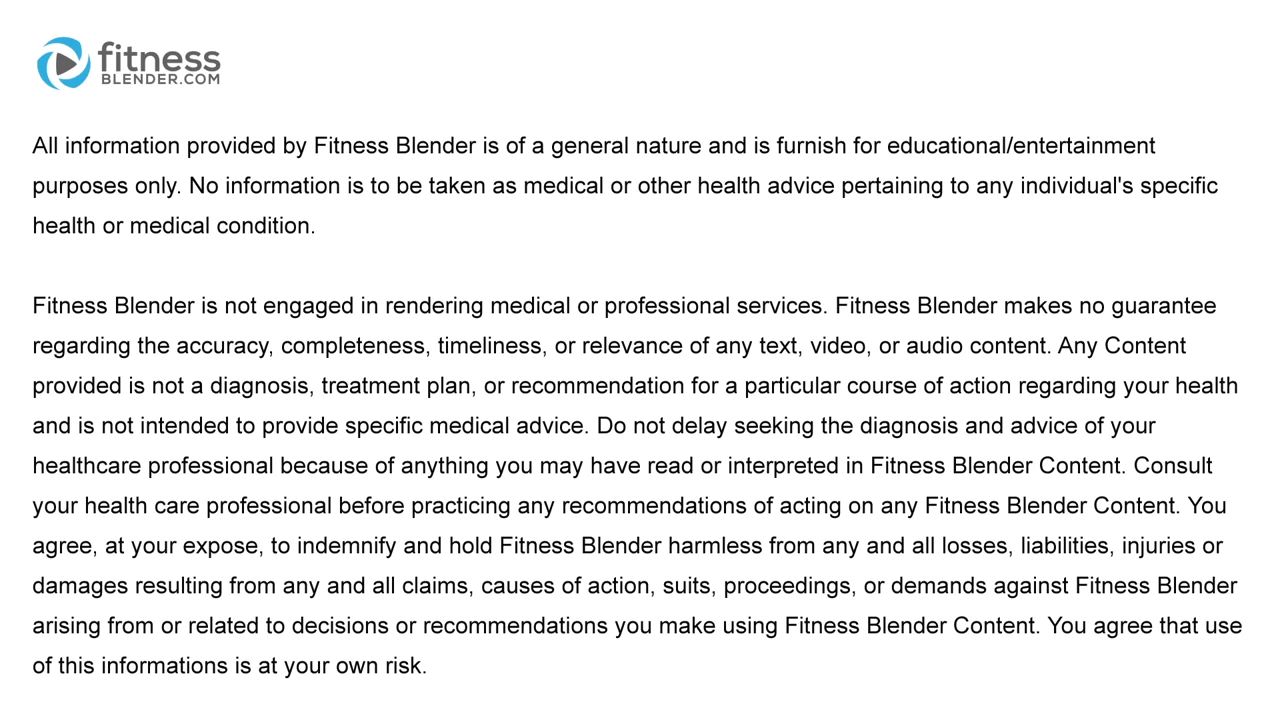 fitness
BLENDER.COM
All information provided by Fitness Blender is of a general nature and is furnish for educational/entertainment
purposes only. No information is to be taken as medical or other health advice pertaining to any individual's specific
health or medical condition.
Fitness Blender is not engaged in rendering medical or professional services. Fitness Blender makes no guarantee
regarding the accuracy, completeness, timeliness, or relevance of any text, video, or audio content. Any Content
provided is not a diagnosis, treatment plan, or recommendation for a particular course of action regarding your health
and is not intended to provide specific medical advice. Do not delay seeking the diagnosis and advice of your
healthcare professional because of anything you may have read or interpreted in Fitness Blender Content. Consult
your health care professional before practicing any recommendations of acting on any Fitness Blender Content. You
agree, at your expose, to indemnify and hold Fitness Blender harmless from any and all losses, liabilities, injuries or
damages resulting from any and all claims, causes of action, suits, proceedings, or demands against Fitness Blender
arising from or related to decisions or recommendations you make using Fitness Blender Content. You agree that use
of this informations is at your own risk.